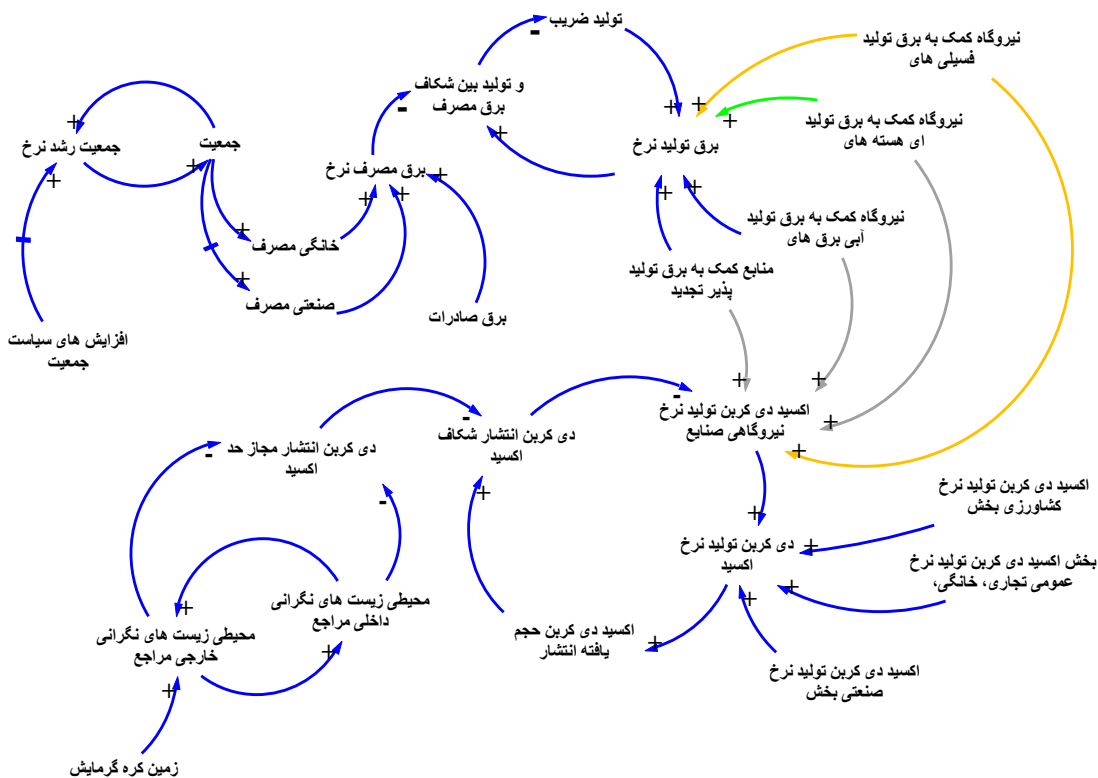 تولید ضریب
نیروگاه کمک به برق تولید
فسیلی های
و تولید بین شکاف
برق مصرف
نیروگاه کمک به برق تولید
ای هسته های
جمعیت رشد نرخ
جمعیت
برق مصرف نرخ
برق تولید نرخ
نیروگاه کمک به برق تولید
آبی برق های
خانگی مصرف
منابع کمک به برق تولید
پذیر تجدید
صنعتی مصرف
برق صادرات
افزایش های سیاست
جمعیت
اکسید دی کربن تولید نرخ
نیروگاهی صنایع
دی کربن انتشار شکاف
اکسید
دی کربن انتشار مجاز حد
اکسید
اکسید دی کربن تولید نرخ
کشاورزی بخش
دی کربن تولید نرخ
اکسید
بخش اکسید دی کربن تولید نرخ
عمومی تجاری، خانگی،
محیطی زیست های نگرانی
داخلی مراجع
محیطی زیست های نگرانی
خارجی مراجع
اکسید دی کربن حجم
یافته انتشار
اکسید دی کربن تولید نرخ
صنعتی بخش
زمین کره گرمایش